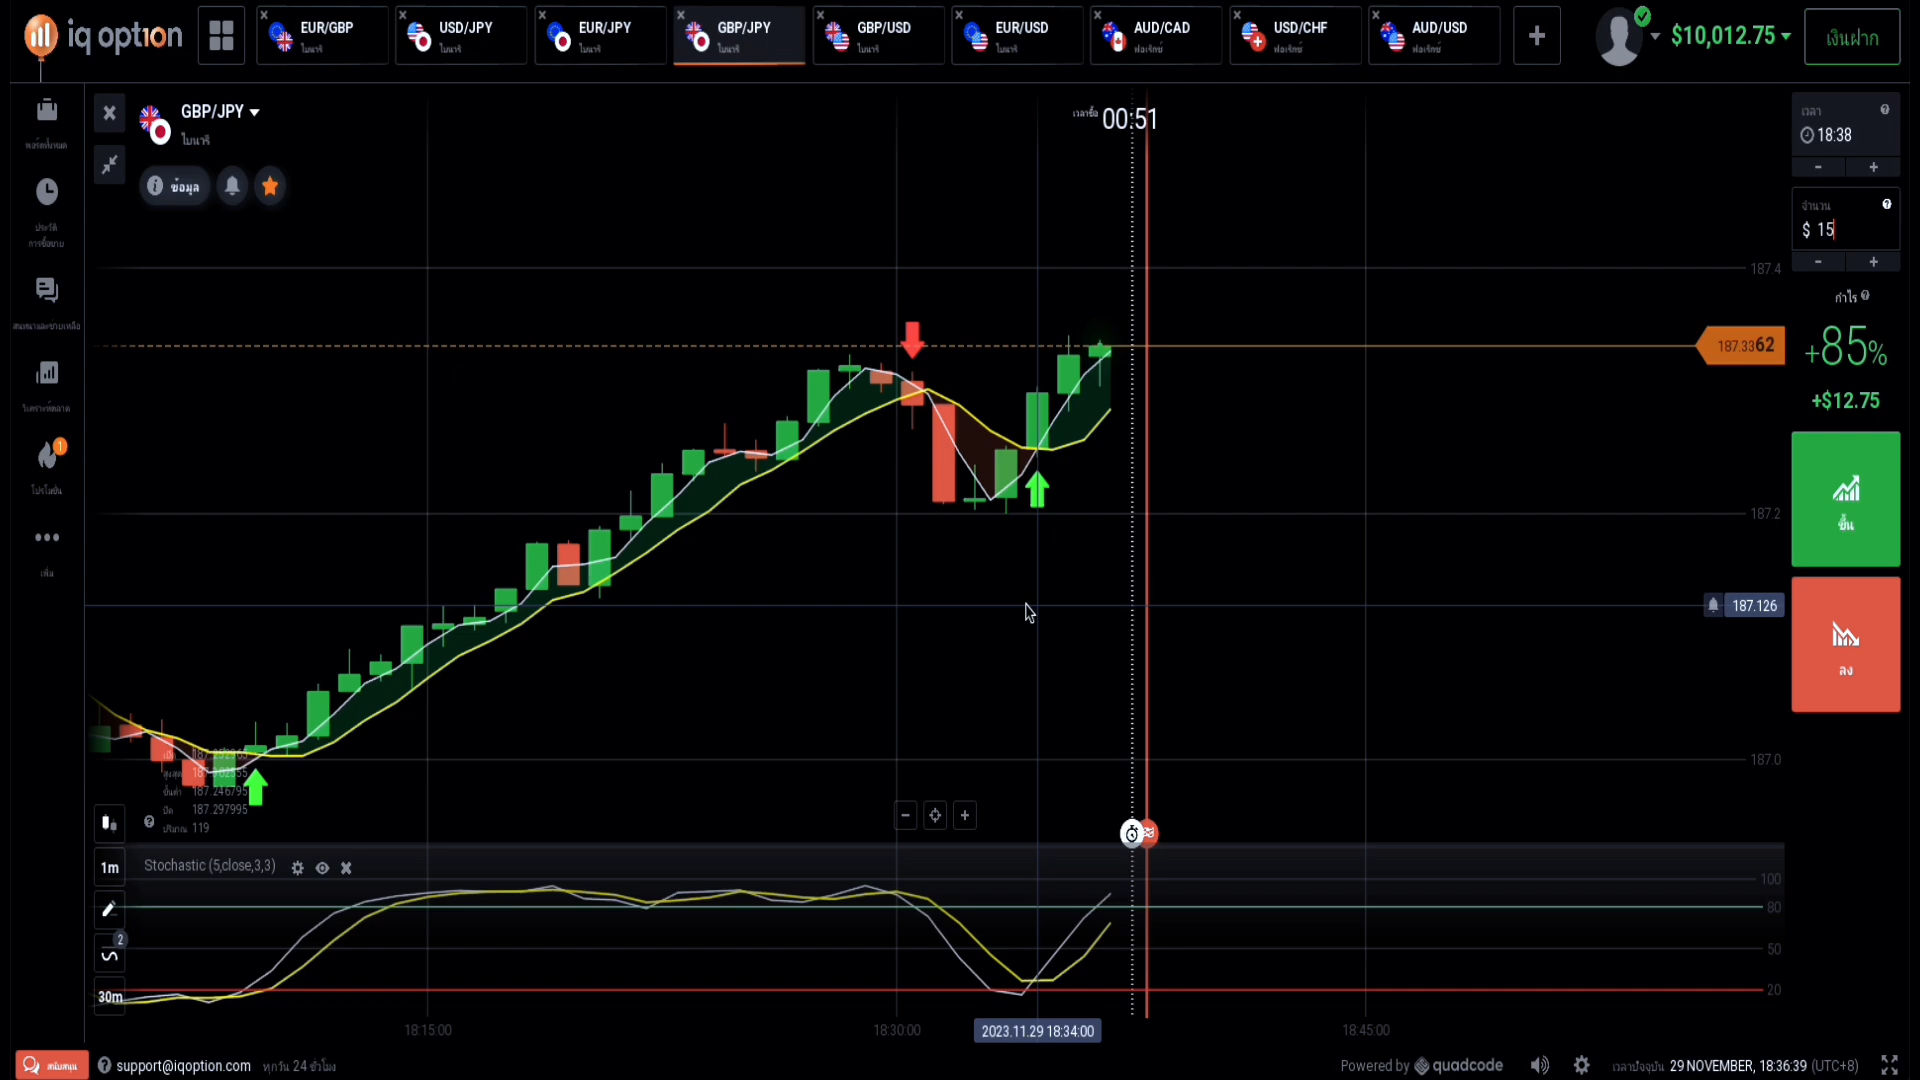 iq option
EUR/GBP
ไบนารี
USD/JPY
ไบนารี
EUR/JPY
ไบนารี
GBP/JPY
ไบนารี
GBP/USD
ไบนารี
EUR/USD
ไบนารี
AUD/CAD
ฟอเร็กซ์
USD/CHF
ฟอเร็กซ์
AUD/USD
ฟอเร็กซ์
$10,012.75
เงินฝาก
พอร์ตทั้งหมด
ประวัติ
การซื้อขาย
สนทนาและช่วยเหลือ
วิเคราะห์ตลาด
1
โปรโมชั่น
เพิ่ม
GBP/JPY
ไบนารี
ข้อมูล
เวลาซื้อ 00:51
เวลา
18:38
- +
จำนวน
$ 15
- +
กำไร
+85%
+$12.75
ขึ้น
ลง
187.4
187.3362
187.2
187.126
187.0
เปิด
สูงสุด
ขั้นต่ำ 187.246795
ปิด 187.297995
ปริมาณ 119
1m
2
30m
Stochastic (5,close,3,3)
100
80
50
20
18:15:00
18:30:00
2023.11.29 18:34:00
18:45:00
สนับสนุน
support@iqoption.com
ทุกวัน 24 ชั่วโมง
Powered by quadcode
เวลาปัจจุบัน 29 NOVEMBER, 18:36:39 (UTC+8)